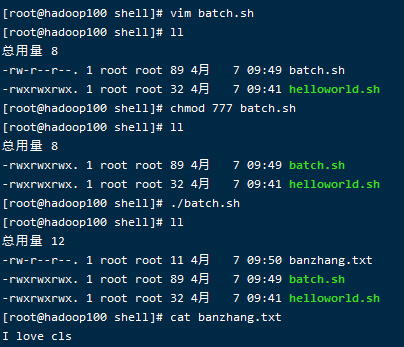 [root@hadoop100 shell]# vim batch.sh
[root@hadoop100 shell]# ll
总用量 8
-rw-r--r--. 1 root root 89 4月   7 09:49 batch.sh
-rwxrwxrwx. 1 root root 32 4月   7 09:41 helloworld.sh
[root@hadoop100 shell]# chmod 777 batch.sh
[root@hadoop100 shell]# ll
总用量 8
-rwxrwxrwx. 1 root root 89 4月   7 09:49 batch.sh
-rwxrwxrwx. 1 root root 32 4月   7 09:41 helloworld.sh
[root@hadoop100 shell]# ./batch.sh
[root@hadoop100 shell]# ll
总用量 12
-rw-r--r--. 1 root root 11 4月   7 09:50 banzhang.txt
-rwxrwxrwx. 1 root root 89 4月   7 09:49 batch.sh
-rwxrwxrwx. 1 root root 32 4月   7 09:41 helloworld.sh
[root@hadoop100 shell]# cat banzhang.txt
I love cls